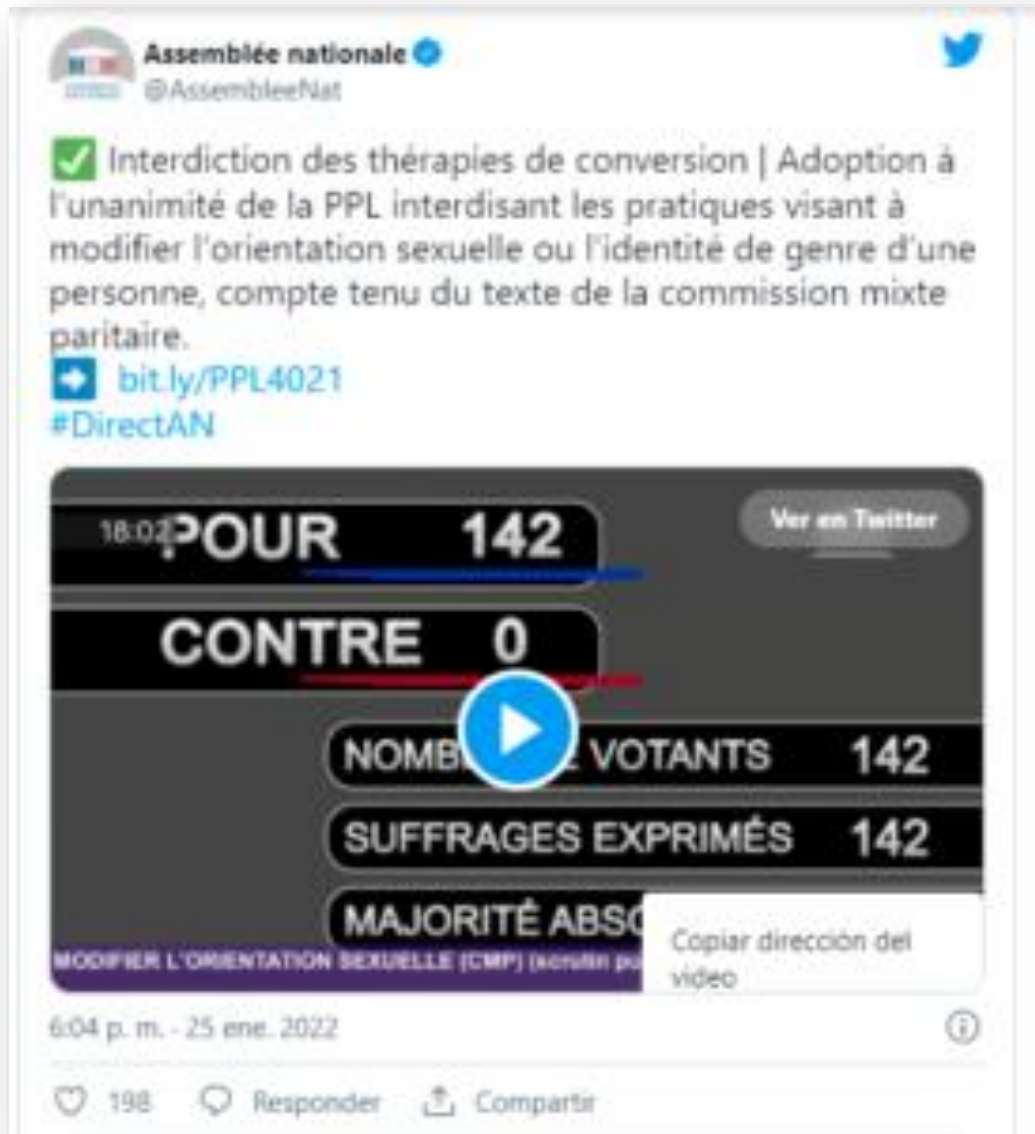 Assemblée nationale
@AssembleeNat
Interdiction des thérapies de conversion | Adoption à
l'unanimité de la PPL interdisant les pratiques visant à
modifier l'orientation sexuelle ou l'identité de genre d'une
personne, compte tenu du texte de la commission mixte
paritaire.
bit.ly/PPL4021
#DirectAN
18:02
POUR 142
Ver en Twitter
CONTRE 0
VOTANTS 142
SUFFRAGES EXPRIMÉS 142
MAJORITÉ
Copiar dirección del
video
MODIFIER L'ORIENTATION SEXUELLE (CMP) (scrutin
6:04 p. m. · 25 ene. 2022
198 Responder Compartir